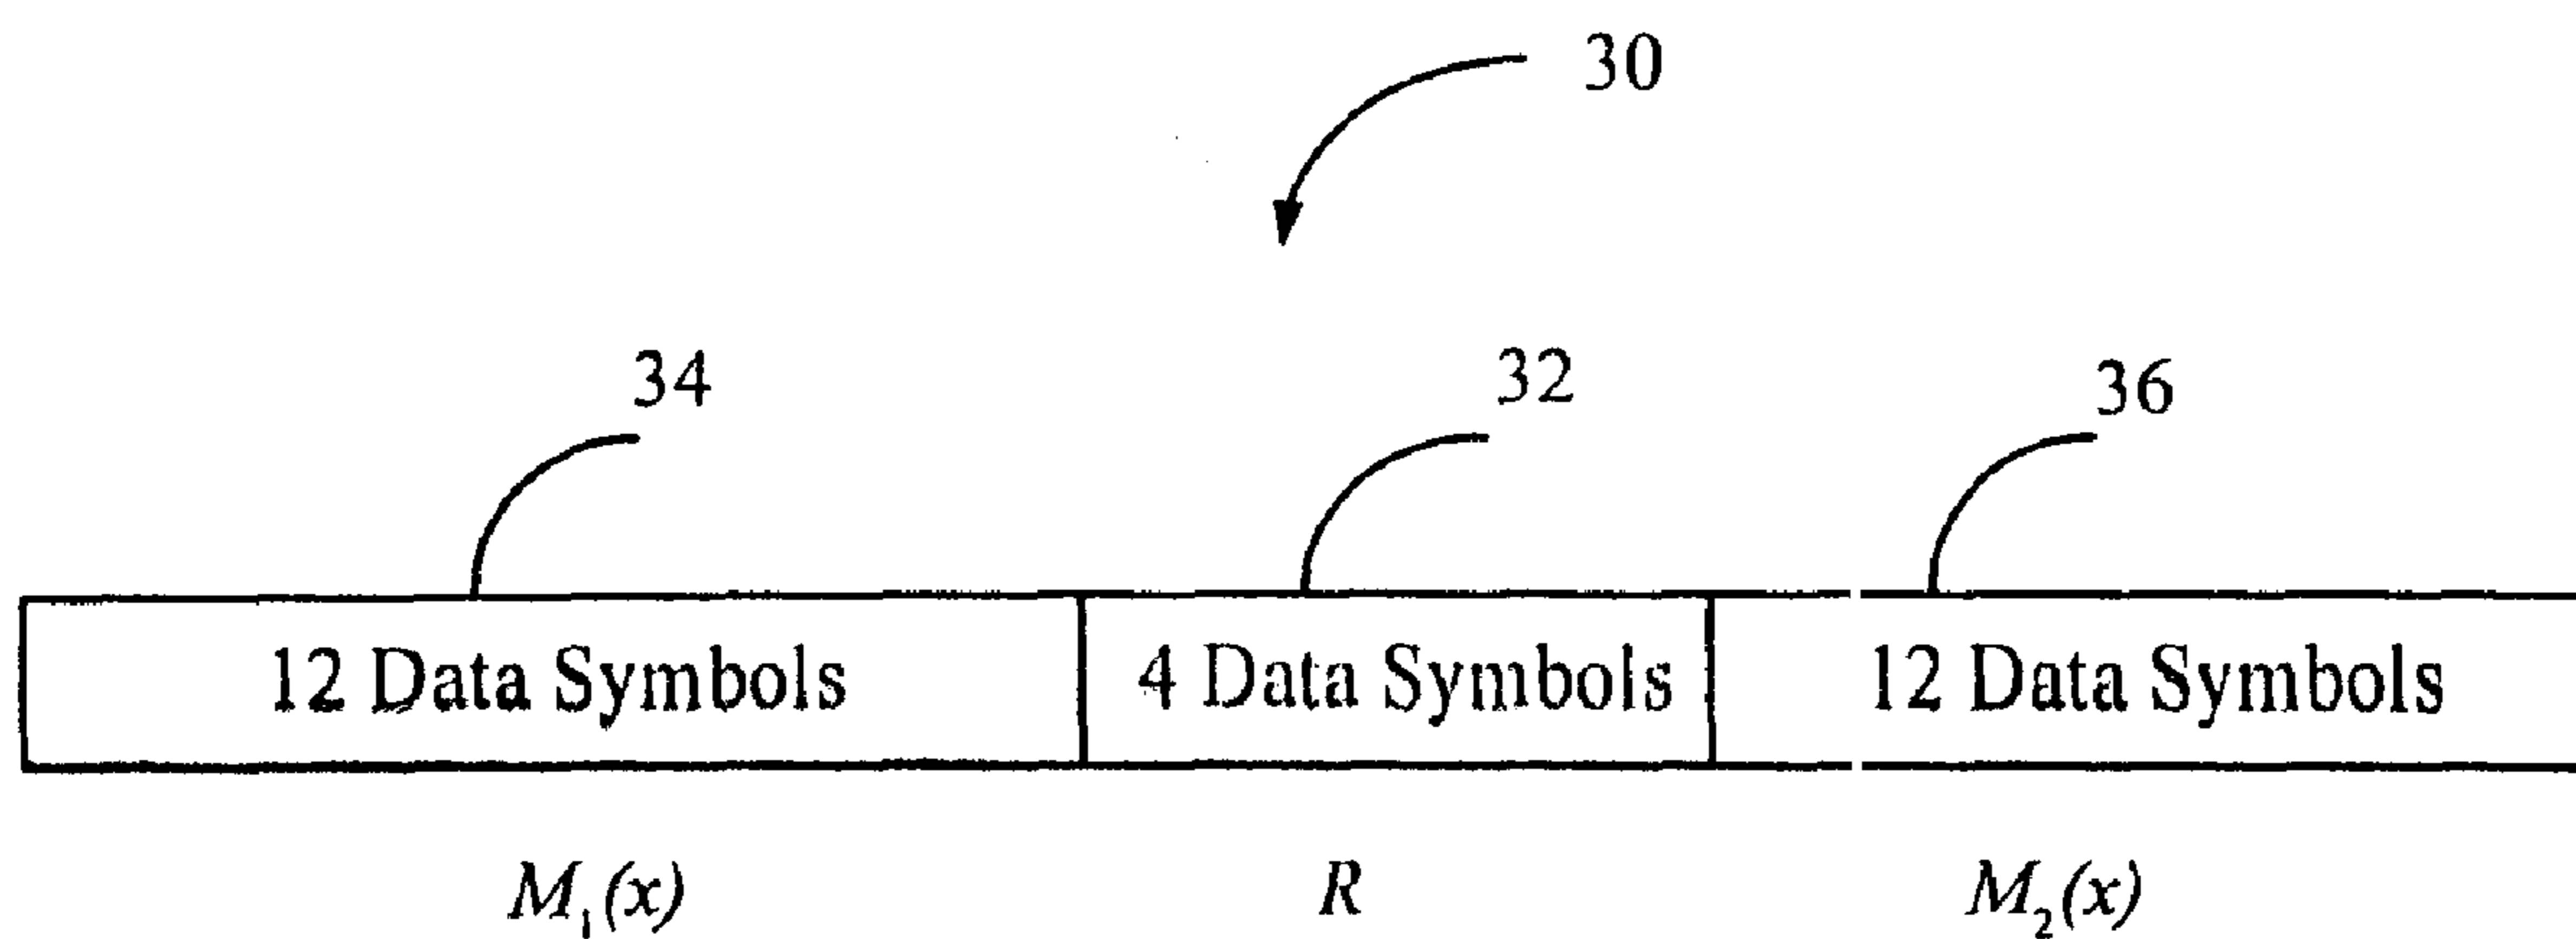 30
34 32 36
12 Data Symbols 4 Data Symbols 12 Data Symbols
M₁(x) R M₂(x)